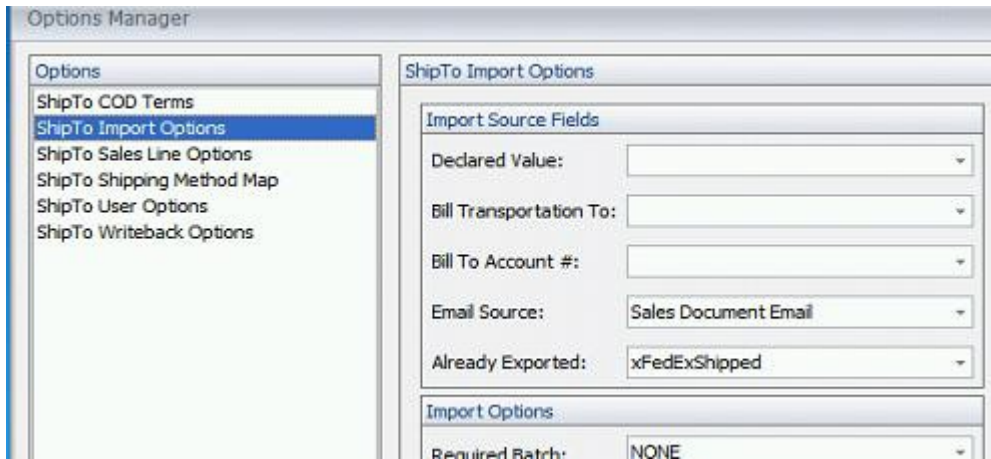 Options Manager
Options
ShipTo COD Terms
ShipTo Import Options
ShipTo Sales Line Options
ShipTo Shipping Method Map
ShipTo User Options
ShipTo Writeback Options
ShipTo Import Options
Import Source Fields
Declared Value:
Bill Transportation To:
Bill To Account #:
Email Source: Sales Document Email
Already Exported: xFedExShipped
Import Options
Required Batch: NONE